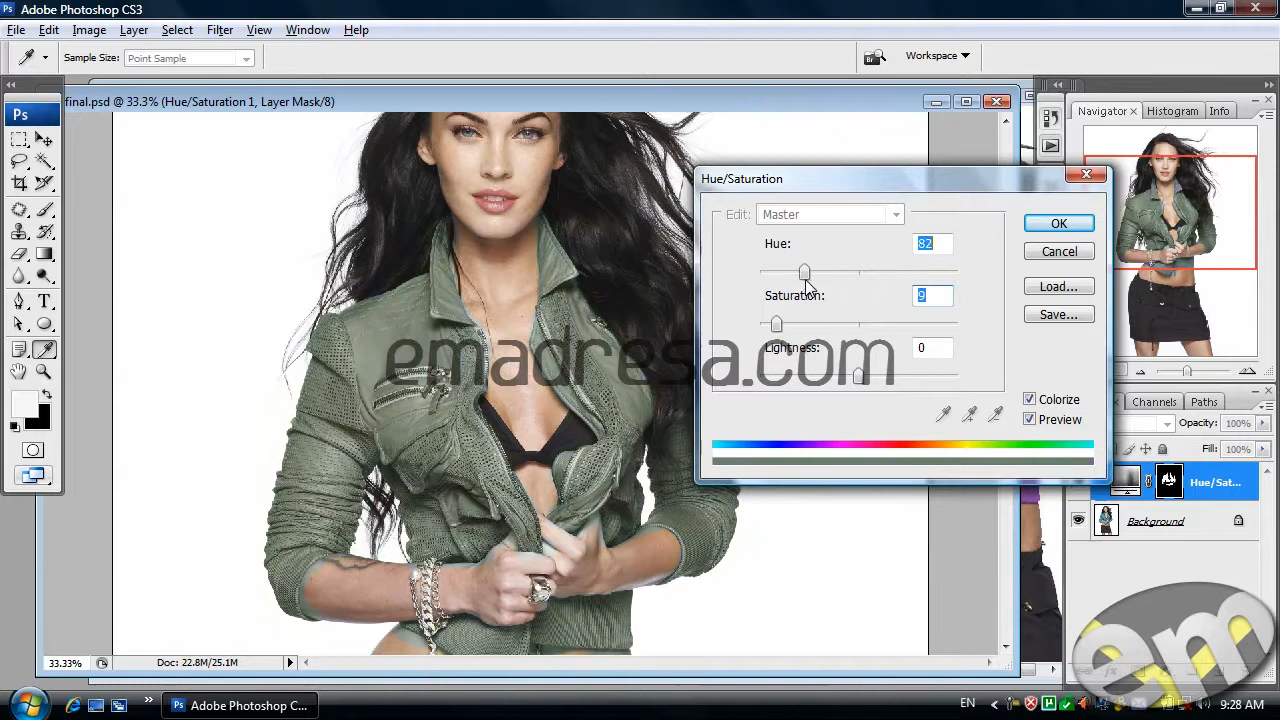 Adobe Photoshop CS3
File Edit Image Layer Select Filter View Window Help
Sample Size: Point Sample
Workspace
final.psd @ 33.3% (Hue/Saturation 1, Layer Mask/8)
Ps
Navigator × Histogram Info
Hue/Saturation
Edit: Master
OK
Hue: 82
Cancel
Load...
Saturation: 9
Save...
Lightness: 0
emadresa.com
Colorize
Preview
Channels Paths
Opacity: 100%
Fill: 100%
Hue/Sat...
Background
33.33% Doc: 22.8M/25.1M
em
Adobe Photoshop C...
EN
9:28 AM